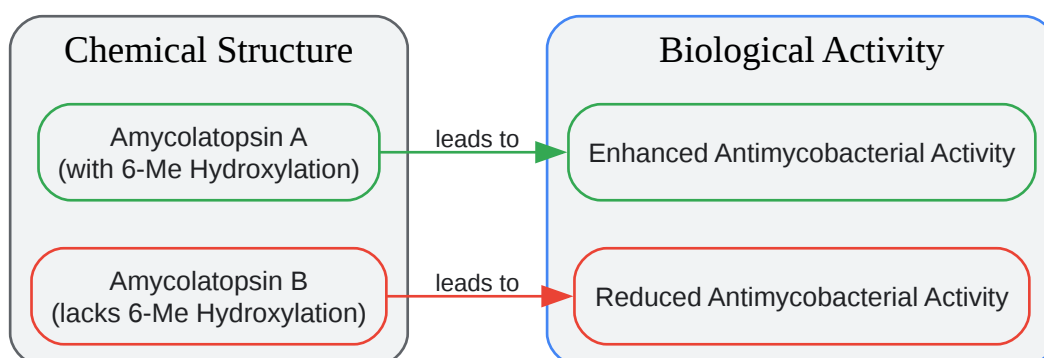 Chemical Structure
Biological Activity
Amycolatopsin A
(with 6-Me Hydroxylation)
leads to
Enhanced Antimycobacterial Activity
Amycolatopsin B
(lacks 6-Me Hydroxylation)
leads to
Reduced Antimycobacterial Activity